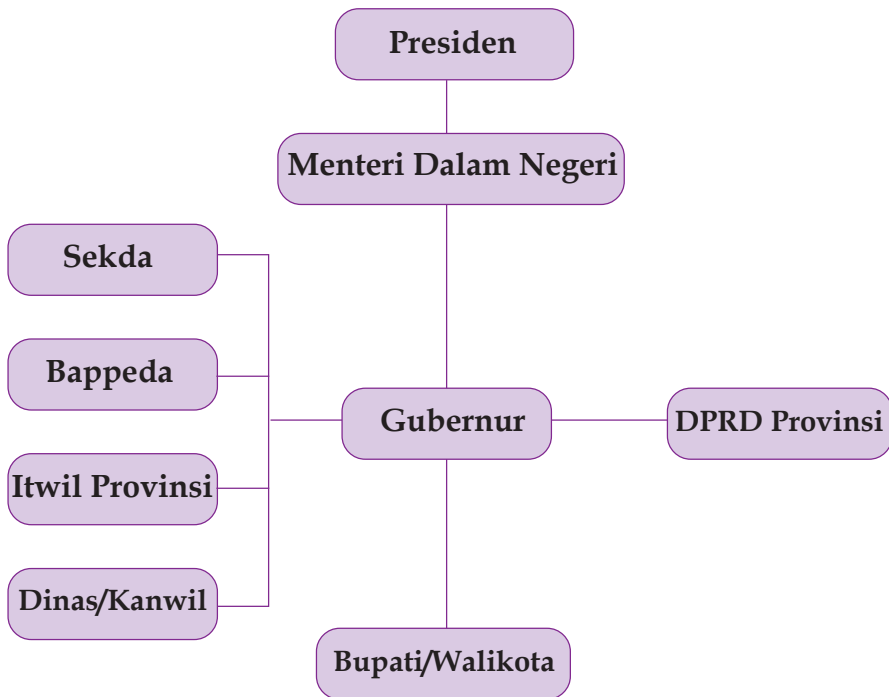 Presiden
Menteri Dalam Negeri
Sekda
Bappeda
Gubernur
DPRD Provinsi
Itwil Provinsi
Dinas/Kanwil
Bupati/Walikota